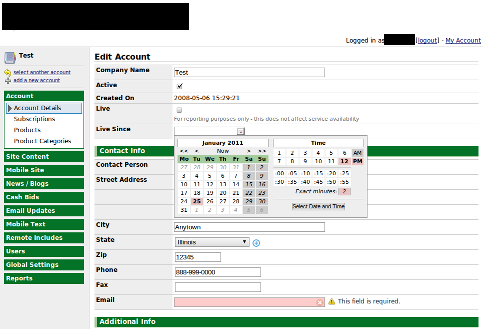 Logged in as [logout] - My Account
Test
select another account
add a new account
Account
Account Details
Subscriptions
Products
Product Categories
Site Content
Mobile Site
News / Blogs
Cash Bids
Email Updates
Mobile Text
Remote Includes
Users
Global Settings
Reports
Edit Account
Company Name Test
Active
Created On 2008-05-06 15:29:21
Live
For reporting purposes only - this does not affect service availability
Live Since
January 2011
<< < Now > >>
Mo Tu We Th Fr Sa Su
27 28 29 30 31 1 2
3 4 5 6 7 8 9
10 11 12 13 14 15 16
17 18 19 20 21 22 23
24 25 26 27 28 29 30
31 1 2 3 4 5 6
Time
1 2 3 4 5 6 AM
7 8 9 10 11 12 PM
:00 :05 :10 :15 :20 :25
:30 :35 :40 :45 :50 :55
Exact minutes: 2
Select Date and Time
Contact Info
Contact Person
Street Address
City Anytown
State Illinois
Zip 12345
Phone 888-999-0000
Fax
Email This field is required.
Additional Info